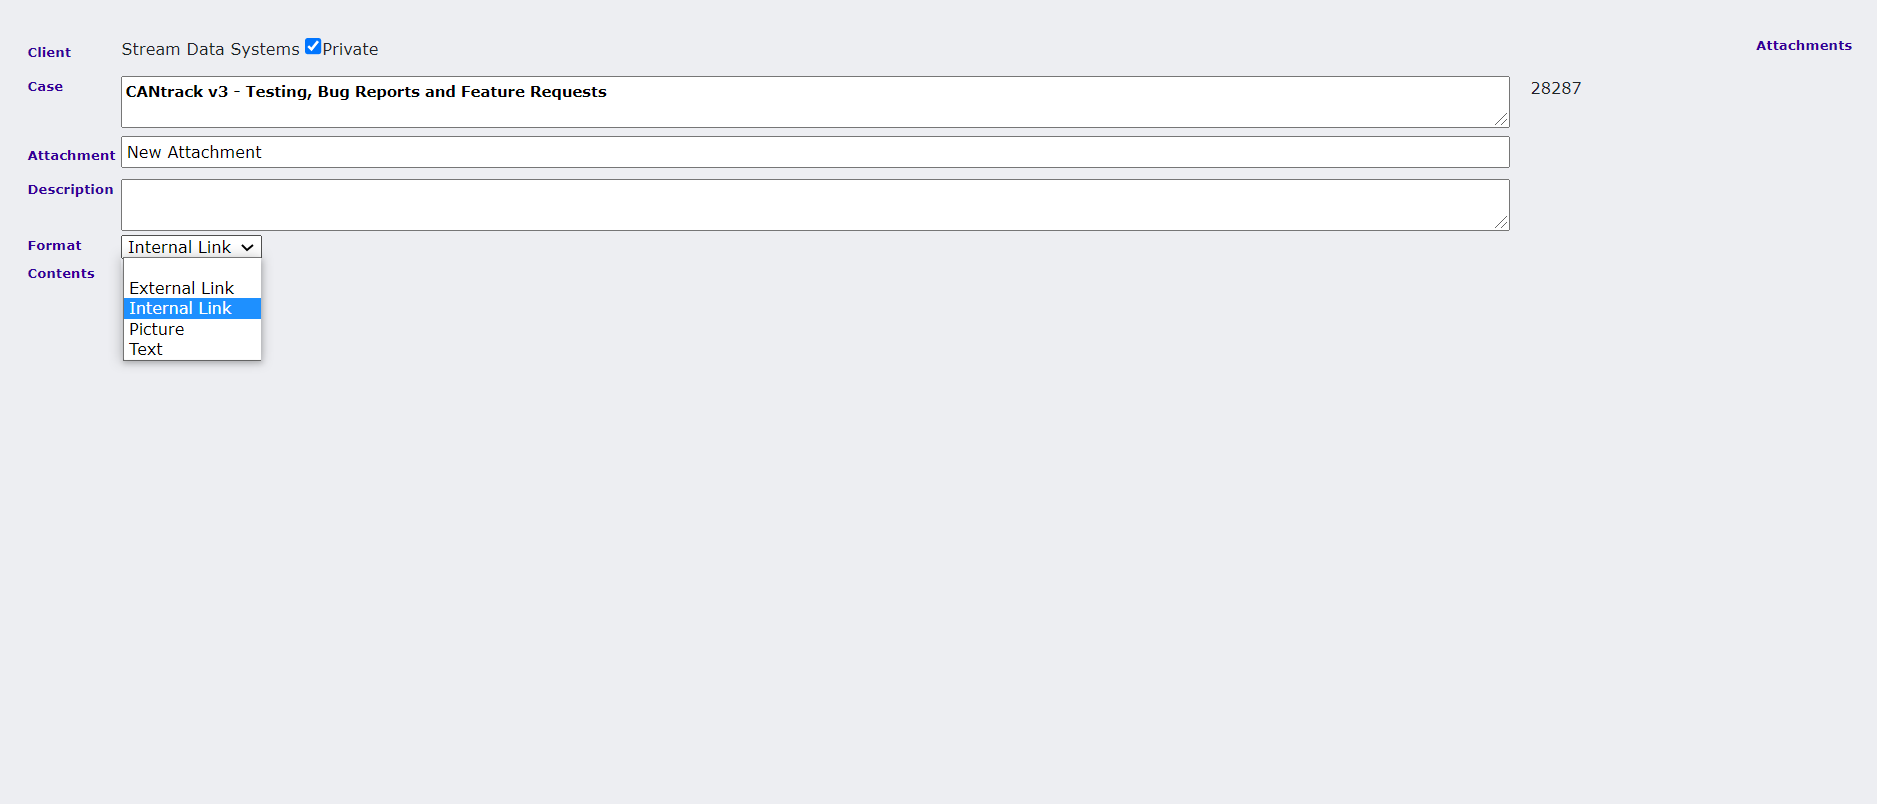 Client Stream Data Systems Private Attachments
Case CANtrack v3 - Testing, Bug Reports and Feature Requests 28287
Attachment New Attachment
Description
Format Internal Link
Contents
External Link
Internal Link
Picture
Text